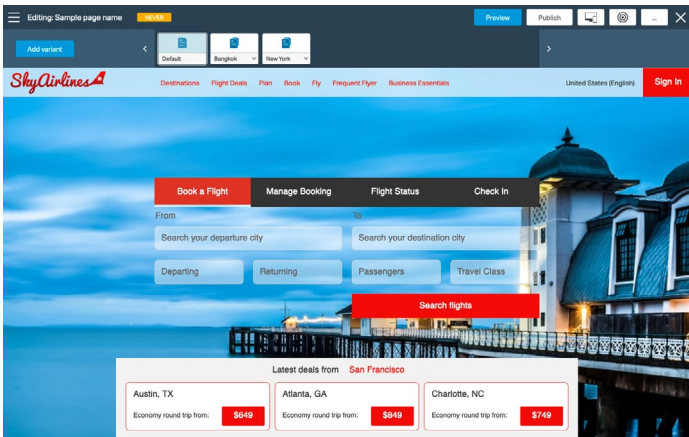 Editing: Sample page name
NEVER
Preview
Publish
Add variant
Default
Bangkok
New York
SkyAirlines
Destinations Flight Deals Plan Book Fly Frequent Flyer Business Essentials
United States (English)
Sign In
Book a Flight Manage Booking Flight Status Check In
From To
Search your departure city Search your destination city
Departing Returning Passengers Travel Class
Search flights
Latest deals from San Francisco
Austin, TX
Economy round trip from: $649
Atlanta, GA
Economy round trip from: $849
Charlotte, NC
Economy round trip from: $749